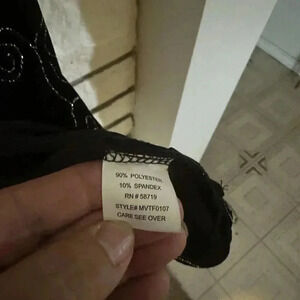 90% POLYESTER
10% SPANDEX
RN # 58719
STYLE# MVTF0107
CARE SEE OVER